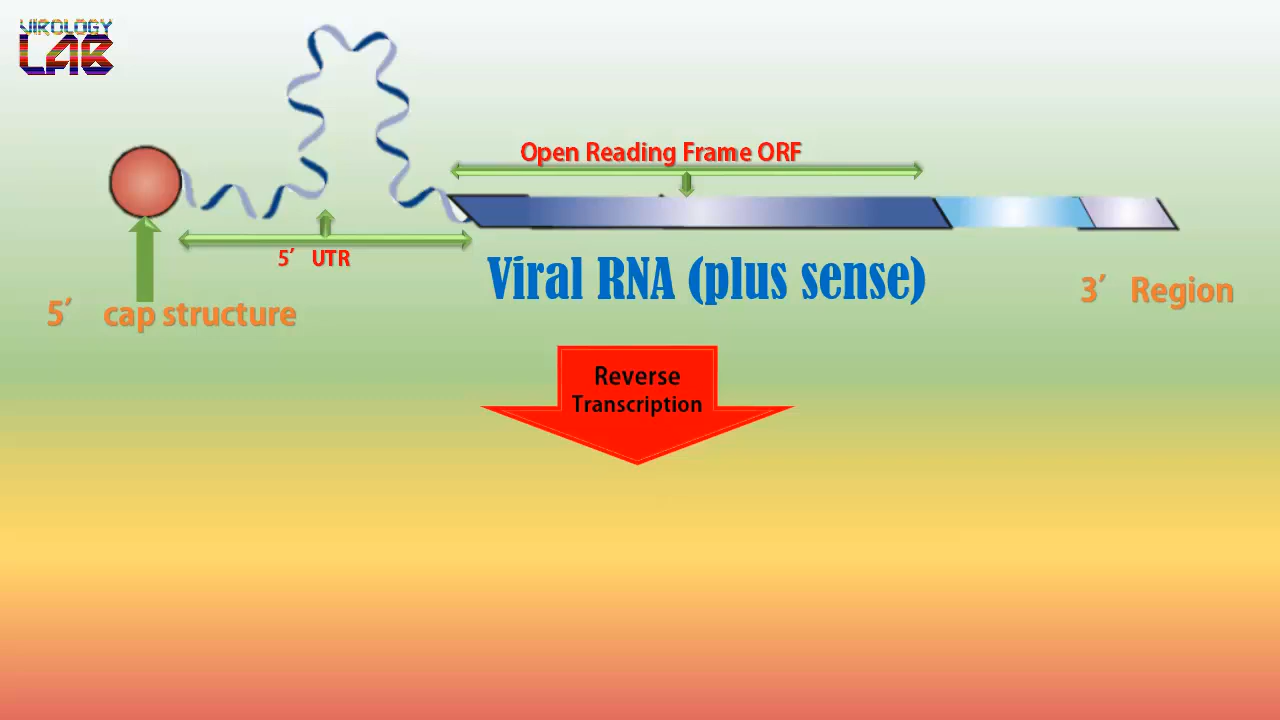 VIROLOGY
LAB
Open Reading Frame ORF
5′ UTR
Viral RNA (plus sense)
3′ Region
5′ cap structure
Reverse
Transcription